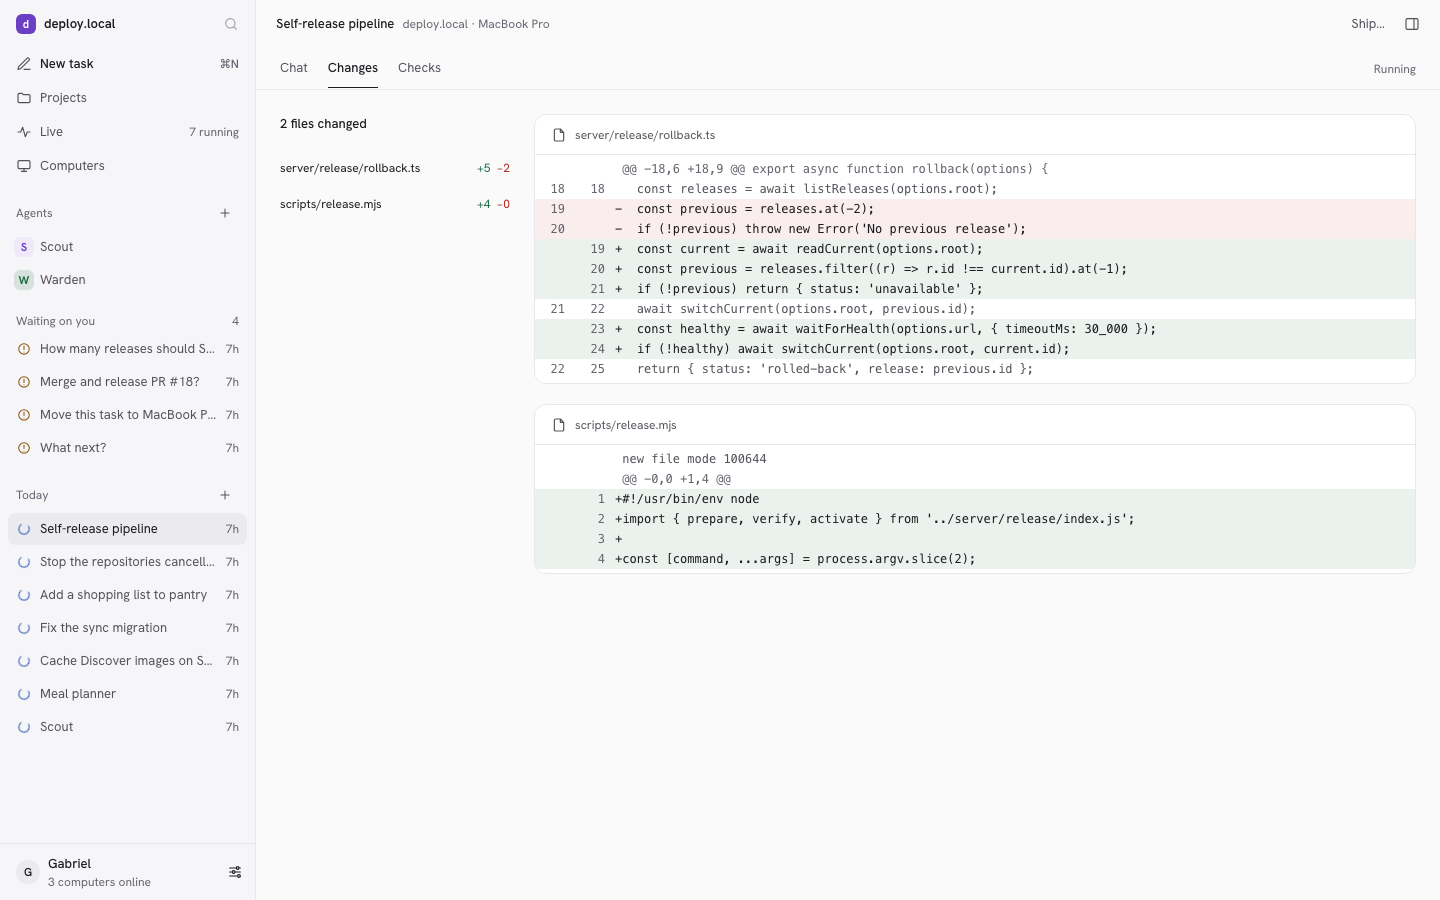 d deploy.local
New task ⌘N
Projects
Live 7 running
Computers
Agents
S Scout
W Warden
Waiting on you 4
How many releases should S... 7h
Merge and release PR #18? 7h
Move this task to MacBook P... 7h
What next? 7h
Today
Self-release pipeline 7h
Stop the repositories cancell... 7h
Add a shopping list to pantry 7h
Fix the sync migration 7h
Cache Discover images on S... 7h
Meal planner 7h
Scout 7h
G Gabriel
3 computers online
Self-release pipeline deploy.local · MacBook Pro Ship...
Chat Changes Checks Running
2 files changed
server/release/rollback.ts +5 -2
scripts/release.mjs +4 -0
server/release/rollback.ts
@@ -18,6 +18,9 @@ export async function rollback(options) {
18 18 const releases = await listReleases(options.root);
19 - const previous = releases.at(-2);
20 - if (!previous) throw new Error('No previous release');
19 + const current = await readCurrent(options.root);
20 + const previous = releases.filter((r) => r.id !== current.id).at(-1);
21 + if (!previous) return { status: 'unavailable' };
21 22 await switchCurrent(options.root, previous.id);
23 + const healthy = await waitForHealth(options.url, { timeoutMs: 30_000 });
24 + if (!healthy) await switchCurrent(options.root, current.id);
22 25 return { status: 'rolled-back', release: previous.id };
scripts/release.mjs
new file mode 100644
@@ -0,0 +1,4 @@
1 +#!/usr/bin/env node
2 +import { prepare, verify, activate } from '../server/release/index.js';
3 +
4 +const [command, ...args] = process.argv.slice(2);